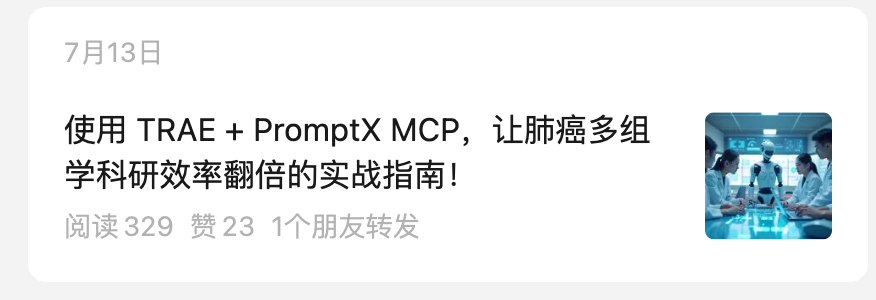 7月13日
使用 TRAE + PromptX MCP，让肺癌多组
学科研效率翻倍的实战指南！
阅读 329 赞 23 1个朋友转发